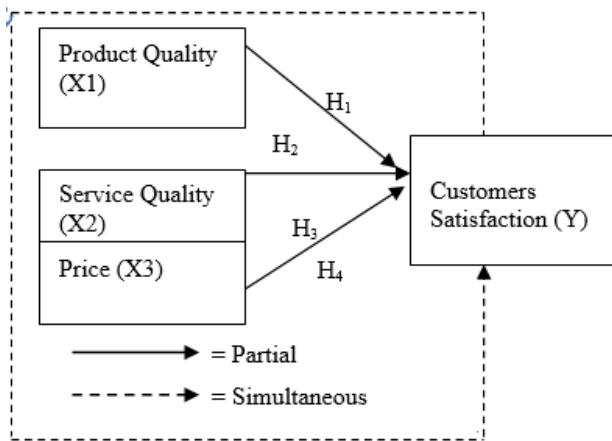 Product Quality
(X1)
H₁
H₂
Service Quality
(X2)
Customers
Satisfaction (Y)
H₃
Price (X3)
H₄
= Partial
= Simultaneous